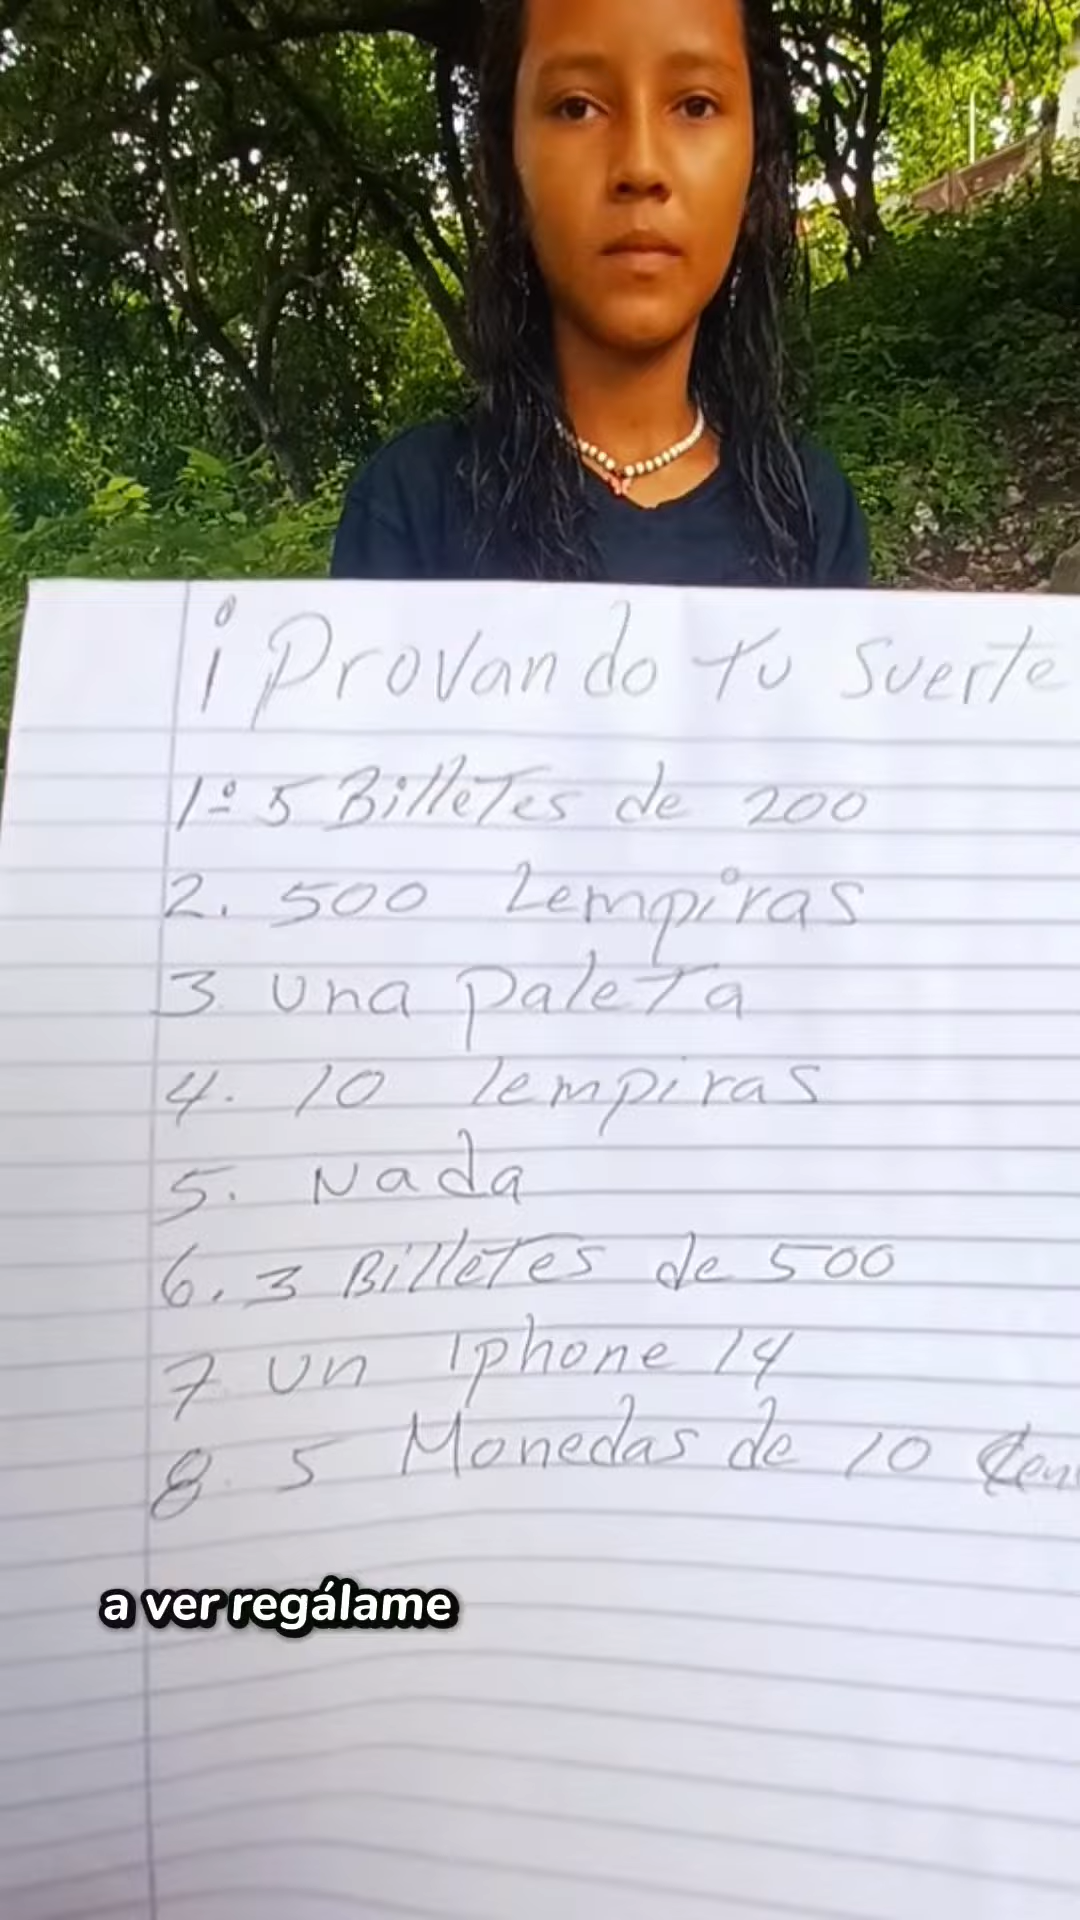 ¡Provando tu suerte
1º 5 Billetes de 200
2. 500 Lempiras
3. una paleta
4. 10 lempiras
5. Nada
6. 3 Billetes de 500
7. un Iphone 14
8. 5 Monedas de 10
a ver regálame